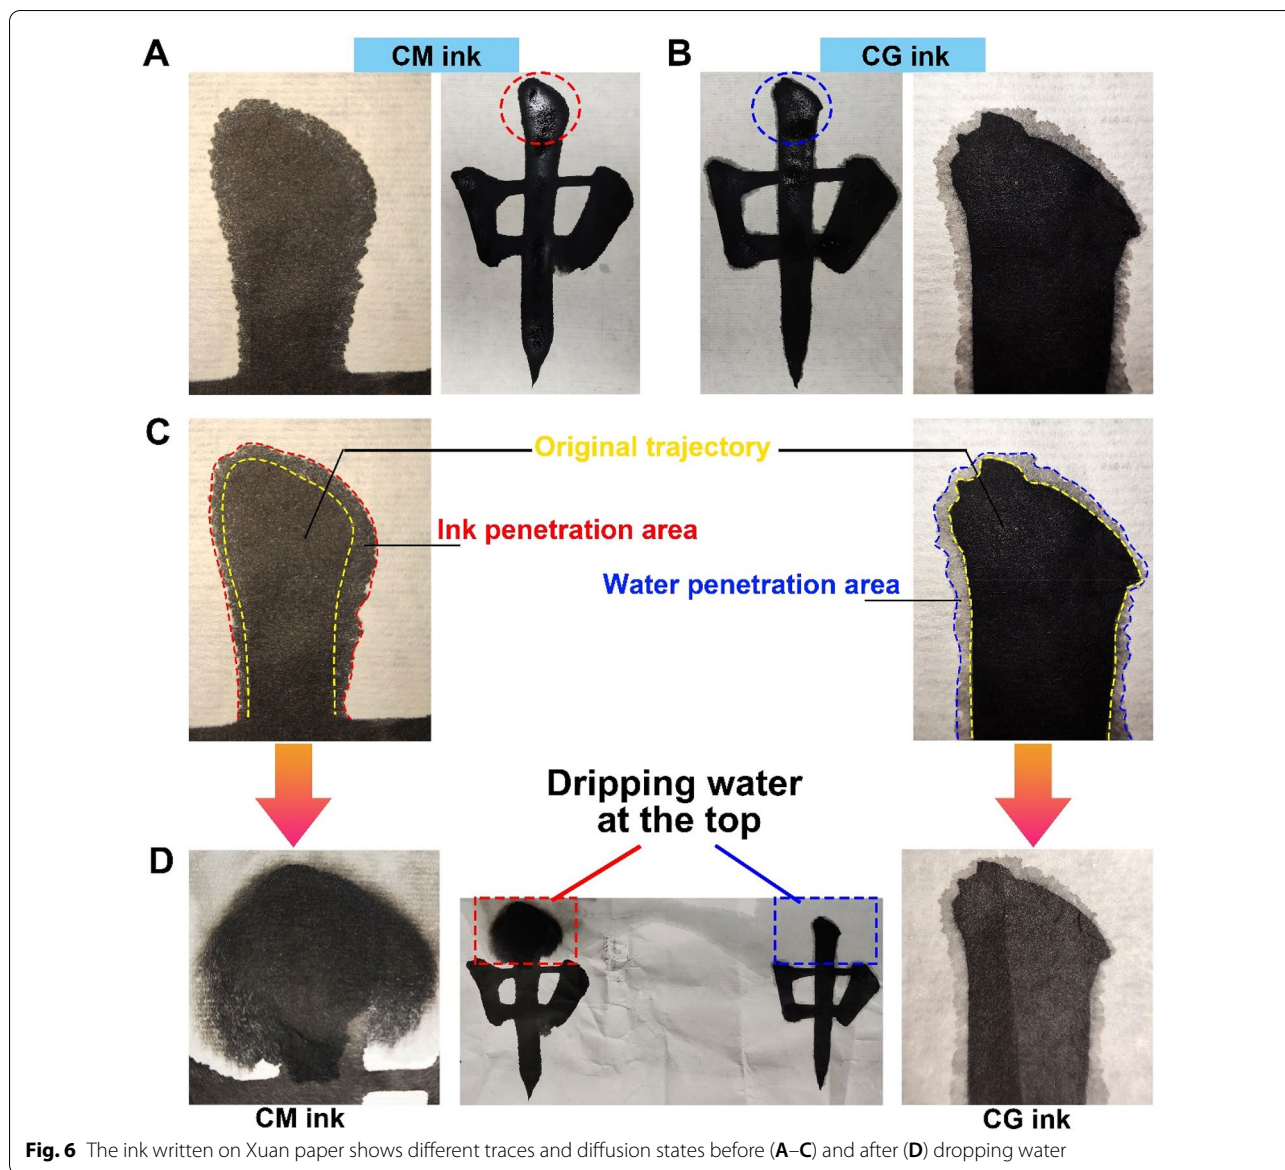 A
CM ink
B
CG ink
中
中
C
Original trajectory
Ink penetration area
Water penetration area
Dripping water
at the top
D
中
中
CM ink
CG ink
Fig. 6 The ink written on Xuan paper shows different traces and diffusion states before (A–C) and after (D) dropping water